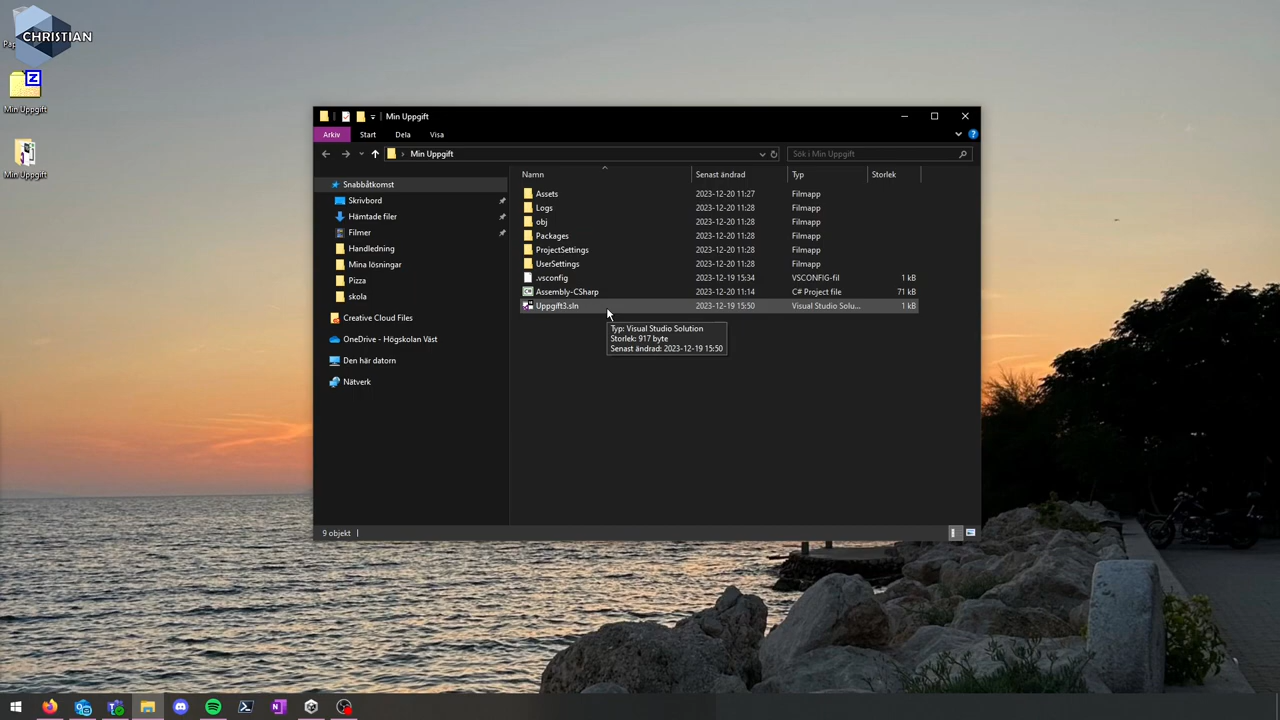 CHRISTIAN
Min Uppgift
Min Uppgift
Min Uppgift
Arkiv
Start
Dela
Visa
Min Uppgift
Sök i Min Uppgift
Snabbåtkomst
Skrivbord
Hämtade filer
Filmer
Handledning
Mina lösningar
Pizza
skola
Creative Cloud Files
OneDrive - Högskolan Väst
Den här datorn
Nätverk
Namn Senast ändrad Typ Storlek
Assets 2023-12-20 11:27 Filmapp
Logs 2023-12-20 11:28 Filmapp
obj 2023-12-20 11:28 Filmapp
Packages 2023-12-20 11:28 Filmapp
ProjectSettings 2023-12-20 11:28 Filmapp
UserSettings 2023-12-20 11:28 Filmapp
.vsconfig 2023-12-19 15:34 VSCONFIG-fil 1 kB
Assembly-CSharp 2023-12-20 11:14 C# Project file 71 kB
Uppgift3.sln 2023-12-19 15:50 Visual Studio Solu... 1 kB
Typ: Visual Studio Solution
Storlek: 917 byte
Senast ändrad: 2023-12-19 15:50
9 objekt